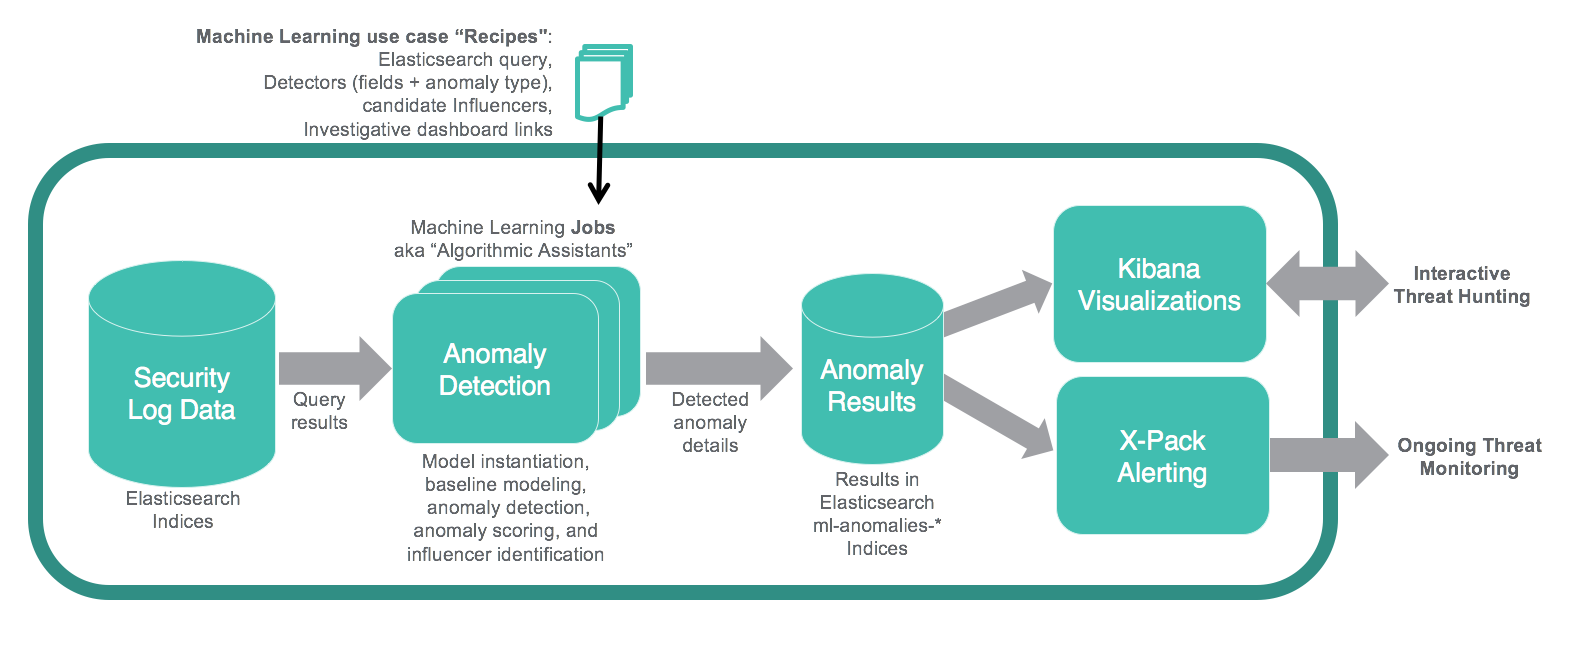 Machine Learning use case “Recipes":
Elasticsearch query,
Detectors (fields + anomaly type),
candidate Influencers,
Investigative dashboard links
Machine Learning Jobs
aka “Algorithmic Assistants”
Security
Log Data
Elasticsearch
Indices
Query
results
Anomaly
Detection
Model instantiation,
baseline modeling,
anomaly detection,
anomaly scoring, and
influencer identification
Detected
anomaly
details
Anomaly
Results
Results in
Elasticsearch
ml-anomalies-*
Indices
Kibana
Visualizations
Interactive
Threat Hunting
X-Pack
Alerting
Ongoing Threat
Monitoring